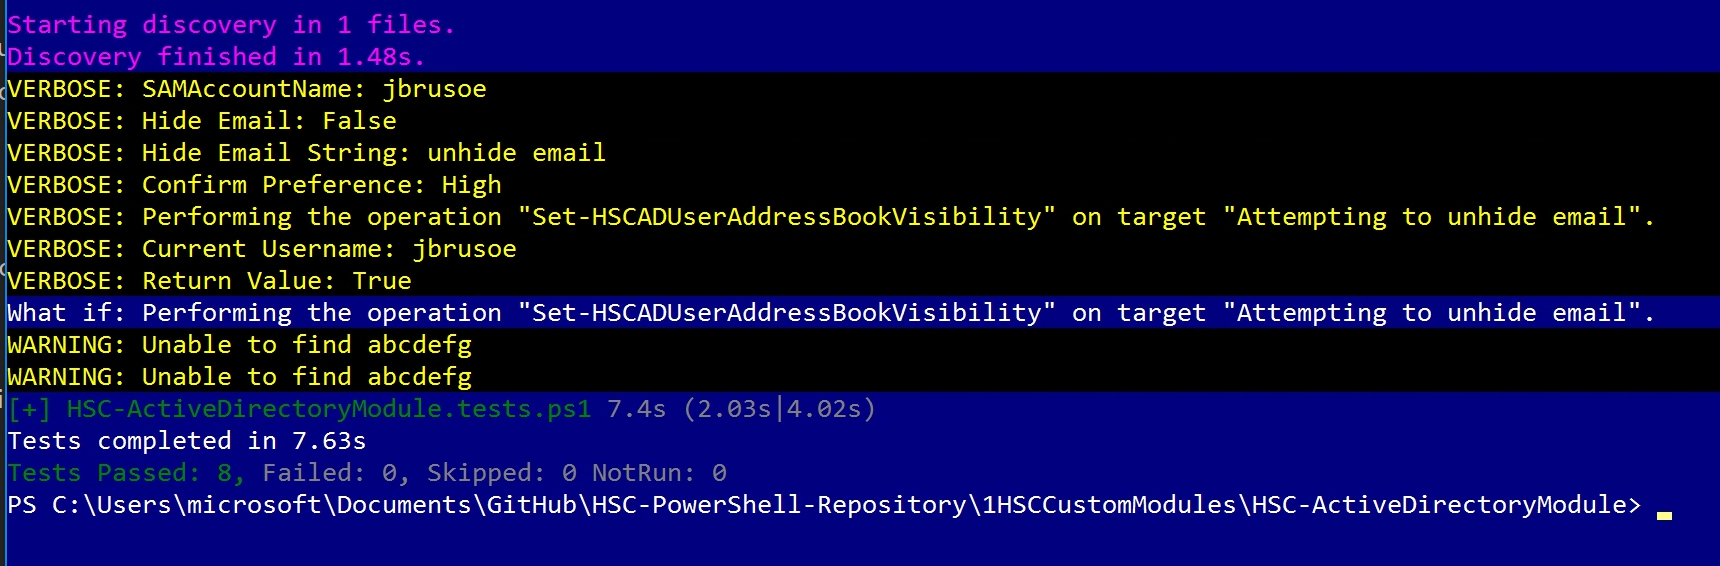 Starting discovery in 1 files.
Discovery finished in 1.48s.
VERBOSE: SAMAccountName: jbrusoe
VERBOSE: Hide Email: False
VERBOSE: Hide Email String: unhide email
VERBOSE: Confirm Preference: High
VERBOSE: Performing the operation "Set-HSCADUserAddressBookVisibility" on target "Attempting to unhide email".
VERBOSE: Current Username: jbrusoe
VERBOSE: Return Value: True
What if: Performing the operation "Set-HSCADUserAddressBookVisibility" on target "Attempting to unhide email".
WARNING: Unable to find abcdefg
WARNING: Unable to find abcdefg
[+] HSC-ActiveDirectoryModule.tests.ps1 7.4s (2.03s|4.02s)
Tests completed in 7.63s
Tests Passed: 8, Failed: 0, Skipped: 0 NotRun: 0
PS C:\Users\microsoft\Documents\GitHub\HSC-PowerShell-Repository\1HSCCustomModules\HSC-ActiveDirectoryModule>